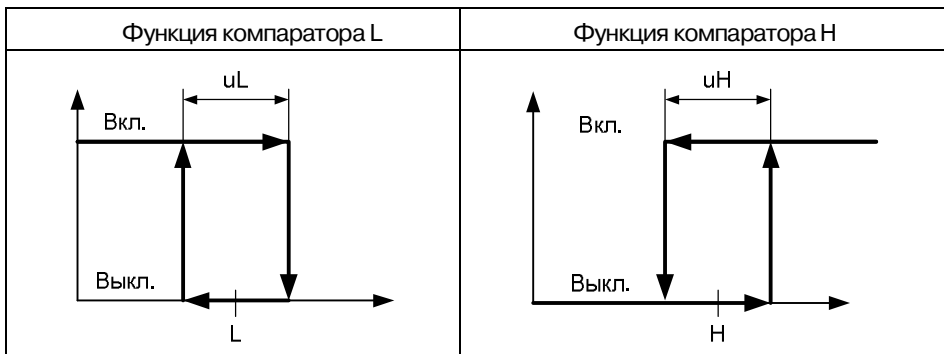 Функция компаратора L
Функция компаратора H
uL
Вкл.
Выкл.
L
uH
Вкл.
Выкл.
H